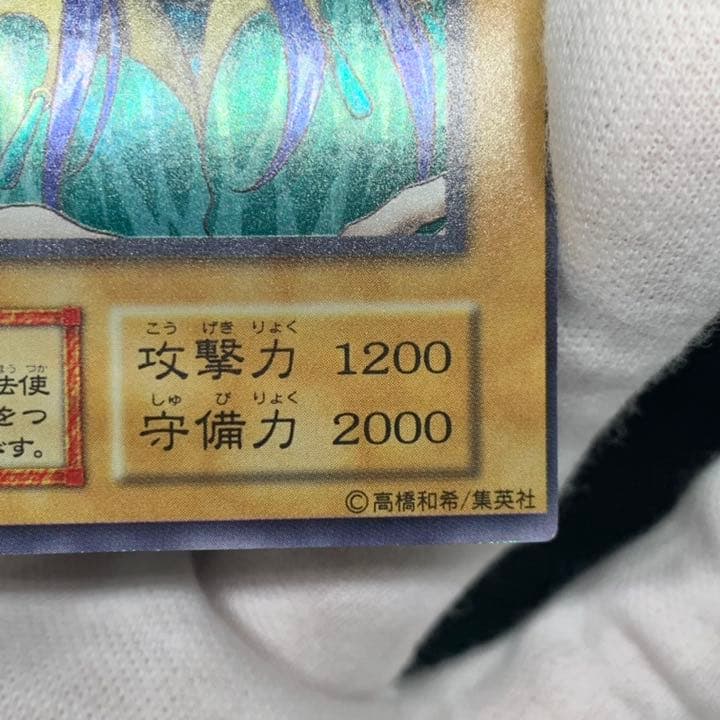 こう げき りょく
攻撃力 1200
しゅ び りょく
守備力 2000
法使
をつ
です。
©高橋和希/集英社